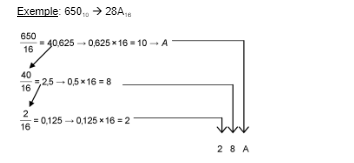 Exemple: 650₁₀ → 28A₁₆
650/16 = 40,625 → 0,625 × 16 = 10 → A
40/16 = 2,5 → 0,5 × 16 = 8
2/16 = 0,125 → 0,125 × 16 = 2
2 8 A